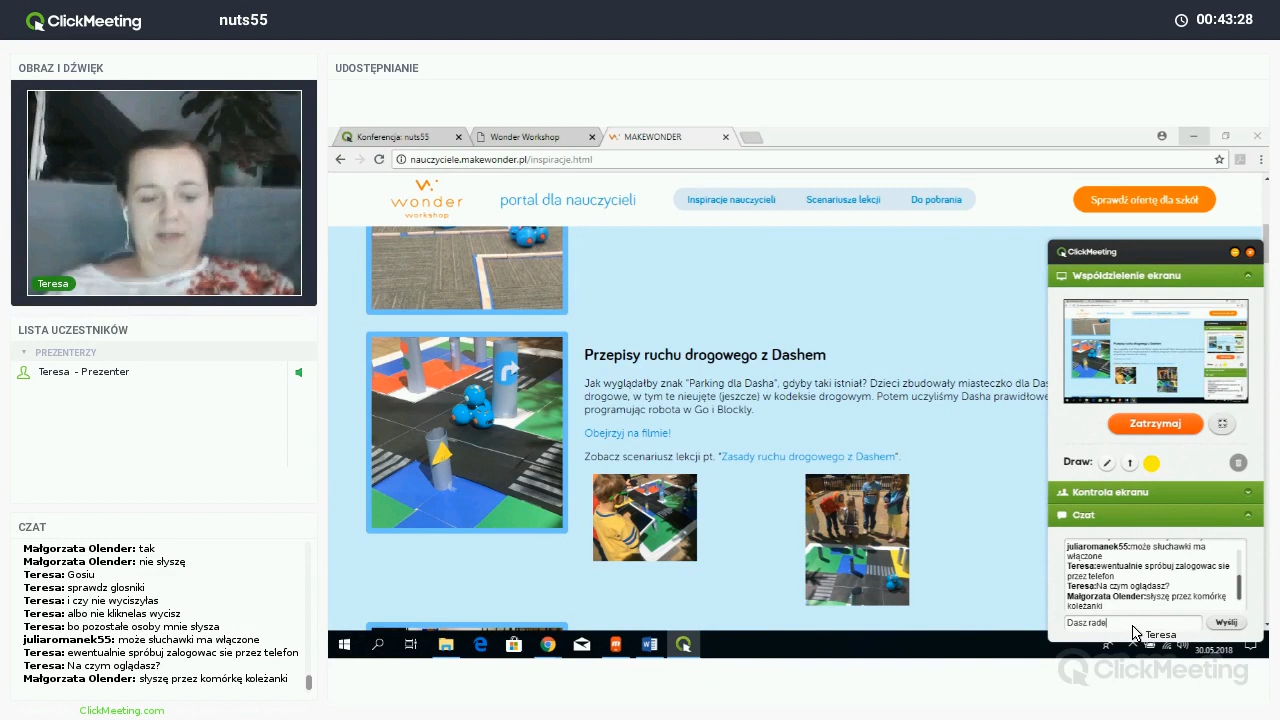 ClickMeeting
nuts55
00:43:28
OBRAZ I DŹWIĘK
Teresa
LISTA UCZESTNIKÓW
PREZENTERZY
Teresa - Prezenter
CZAT
Małgorzata Olender: tak
Małgorzata Olender: nie słyszę
Teresa: Gosiu
Teresa: sprawdz glosniki
Teresa: i czy nie wyciszyłas
Teresa: albo nie kliknełas wycisz
Teresa: bo pozostałe osoby mnie słysza
juliaromanek55: może sluchawki ma włączone
Teresa: ewentualnie spróbuj zalogowac sie przez telefon
Teresa: Na czym oglądasz?
Małgorzata Olender: słyszę przez komórkę koleżanki
ClickMeeting.com
UDOSTĘPNIANIE
Konferencja: nuts55
Wonder Workshop
MAKEWONDER
nauczyciele.makewonder.pl/inspiracje.html
wonder
workshop
portal dla nauczycieli
Inspiracje nauczycieli
Scenariusze lekcji
Do pobrania
Sprawdź ofertę dla szkół
Przepisy ruchu drogowego z Dashem
Jak wyglądałby znak "Parking dla Dasha", gdyby taki istniał? Dzieci zbudowały miasteczko dla Das
drogowe, w tym te nieujęte (jeszcze) w kodeksie drogowym. Potem uczyliśmy Dasha prawidłowe
programując robota w Go i Blockly.
Obejrzyj na filmie!
Zobacz scenariusz lekcji pt. "Zasady ruchu drogowego z Dashem".
ClickMeeting
Współdzielenie ekranu
Zatrzymaj
Draw:
Kontrola ekranu
Czat
juliaromanek55:może słuchawki ma
włączone
Teresa:ewentualnie spróbuj zalogowac sie
przez telefon
Teresa:Na czym oglądasz?
Małgorzata Olender:słyszę przez komórkę
koleżanki
Dasz rade
Wyślij
Teresa
30.05.2018
ClickMeeting